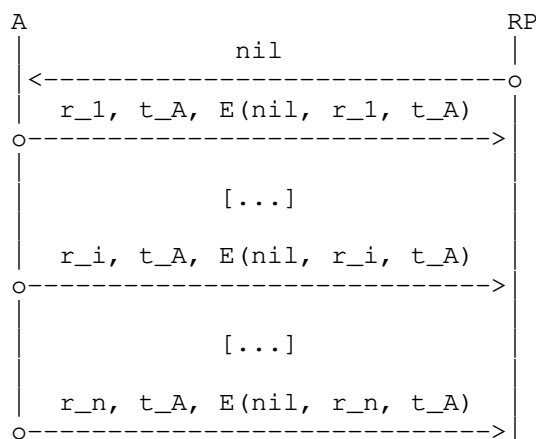 A RP
nil
r_1, t_A, E(nil, r_1, t_A)
[...]
r_i, t_A, E(nil, r_i, t_A)
[...]
r_n, t_A, E(nil, r_n, t_A)